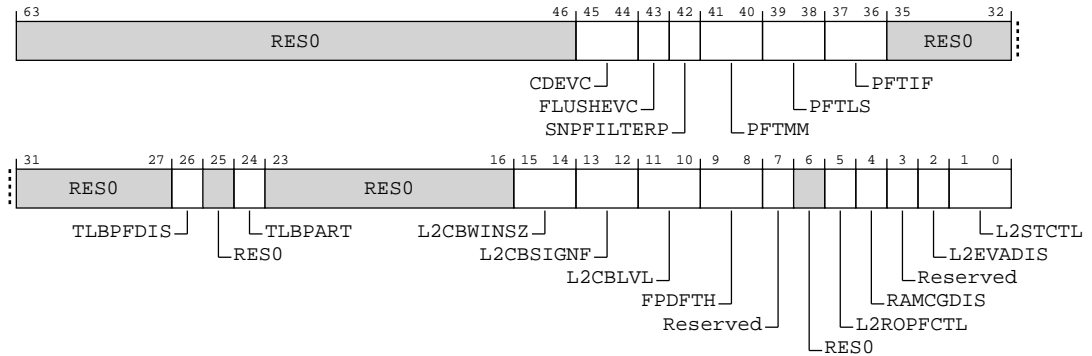 63 46 45 44 43 42 41 40 39 38 37 36 35 32
RES0 RES0
CDEVC PFTIF
FLUSHEVC PFTLS
SNPFILTERP PFTMM
31 27 26 25 24 23 16 15 14 13 12 11 10 9 8 7 6 5 4 3 2 1 0
RES0 RES0
TLBPFDIS TLBPART L2CBWINSZ L2STCTL
RES0 L2CBSIGNF L2EVADIS
L2CBLVL Reserved
FPDFTH RAMCGDIS
Reserved L2ROPFCTL
RES0